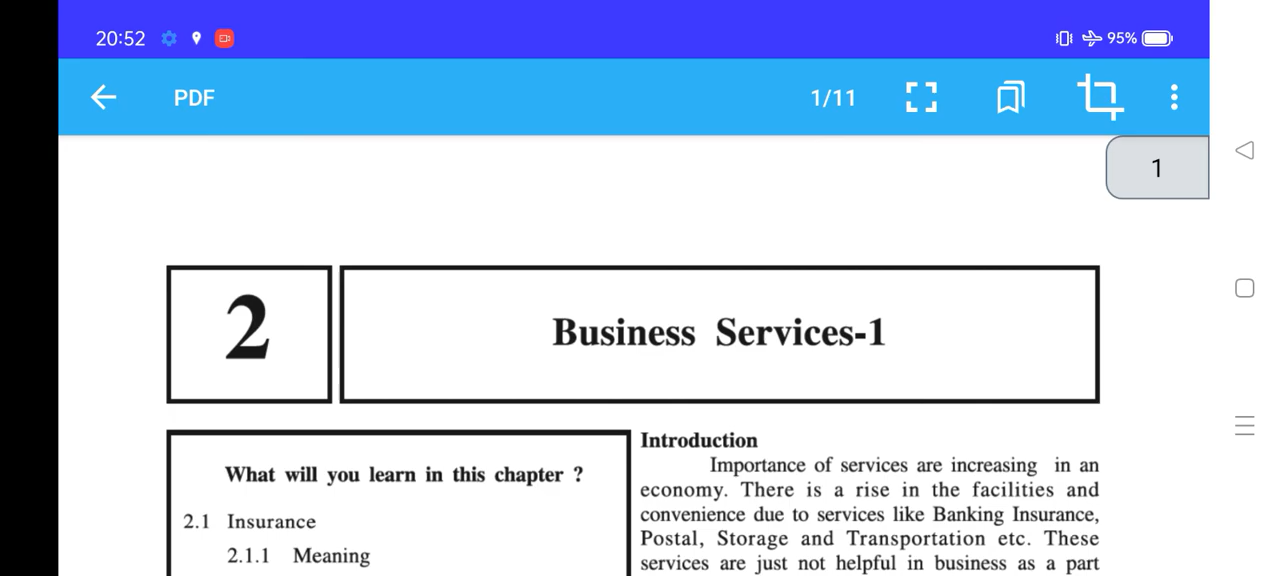 20:52 95%
PDF 1/11
1
2 Business Services-1
What will you learn in this chapter ?
2.1 Insurance
2.1.1 Meaning
Introduction
Importance of services are increasing in an
economy. There is a rise in the facilities and
convenience due to services like Banking Insurance,
Postal, Storage and Transportation etc. These
services are just not helpful in business as a part